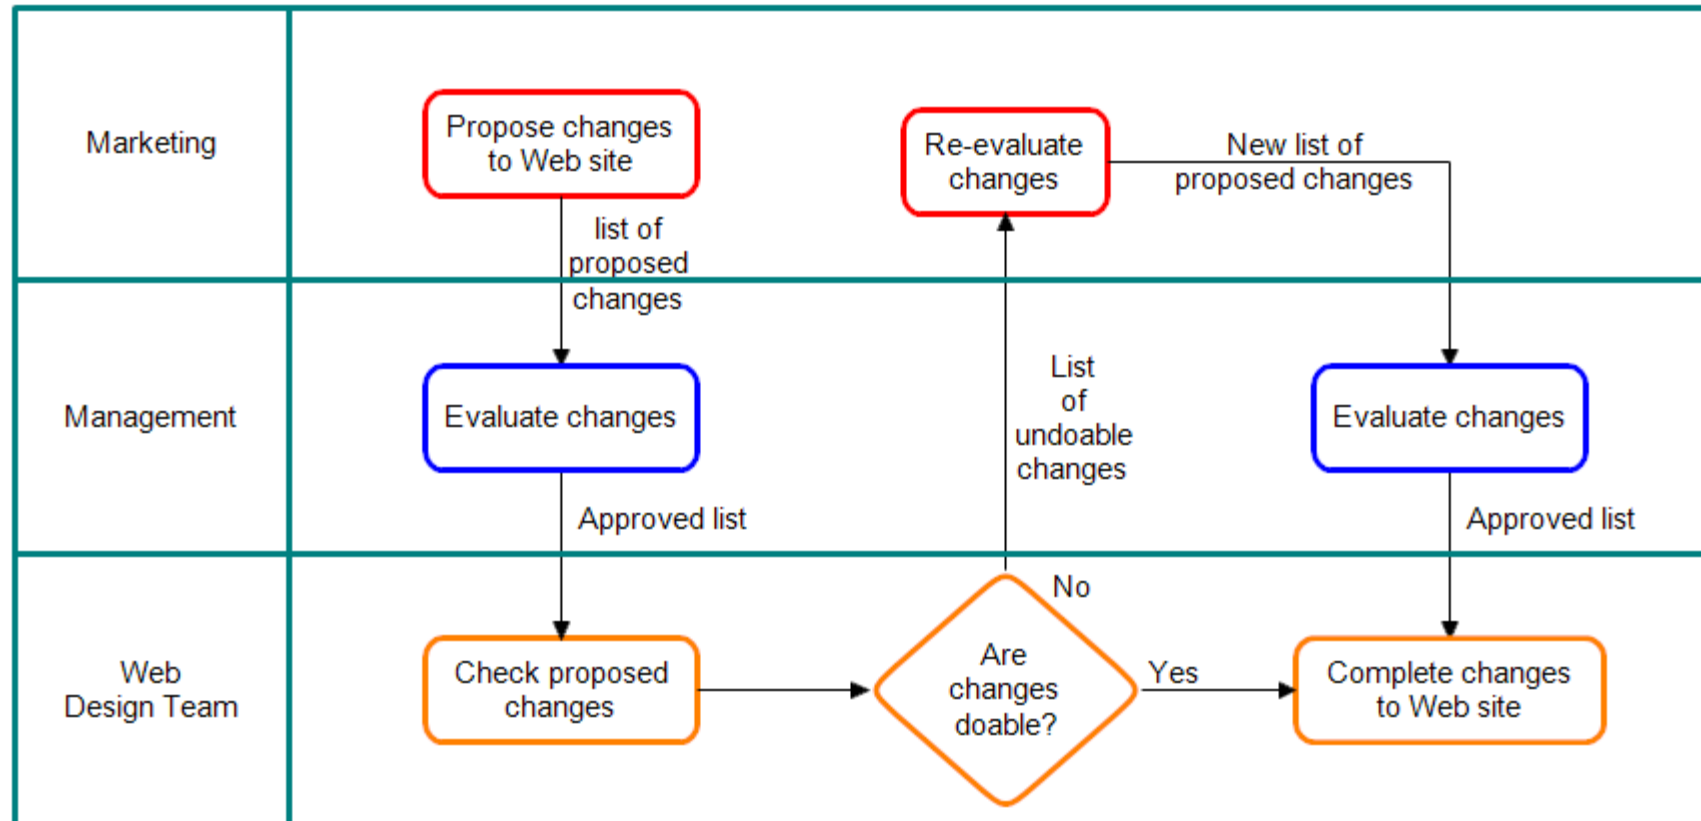 Marketing
Propose changes
to Web site
Re-evaluate
changes
New list of
proposed changes
list of
proposed
changes
Management
Evaluate changes
List
of
undoable
changes
Evaluate changes
Approved list
Approved list
Web
Design Team
Check proposed
changes
No
Are
changes
doable?
Yes
Complete changes
to Web site